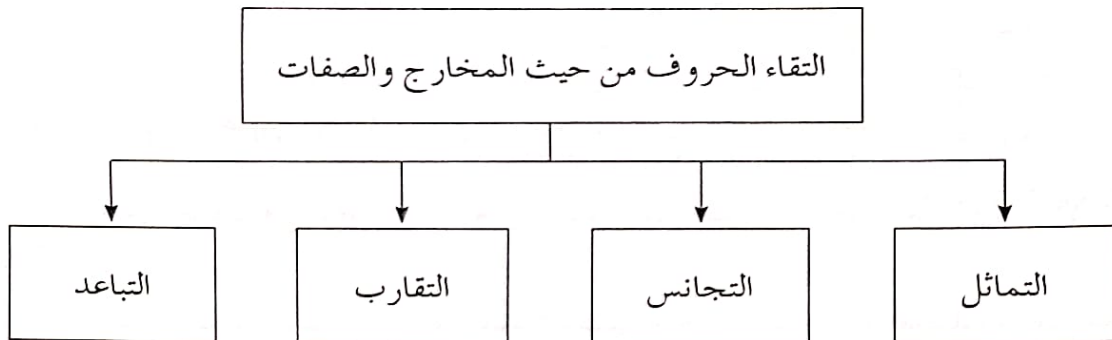 التقاء الحروف من حيث المخارج والصفات
التماثل
التجانس
التقارب
التباعد